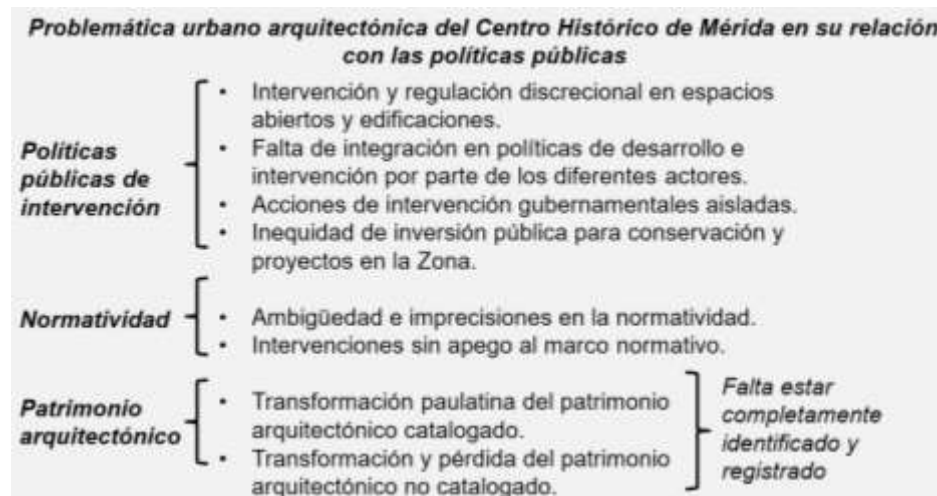 Problemática urbano arquitectónica del Centro Histórico de Mérida en su relación
con las políticas públicas
Políticas
públicas de
intervención
• Intervención y regulación discrecional en espacios
abiertos y edificaciones.
• Falta de integración en políticas de desarrollo e
intervención por parte de los diferentes actores.
• Acciones de intervención gubernamentales aisladas.
• Inequidad de inversión pública para conservación y
proyectos en la Zona.
Normatividad
• Ambigüedad e imprecisiones en la normatividad.
• Intervenciones sin apego al marco normativo.
Patrimonio
arquitectónico
• Transformación paulatina del patrimonio
arquitectónico catalogado.
• Transformación y pérdida del patrimonio
arquitectónico no catalogado.
Falta estar
completamente
identificado y
registrado